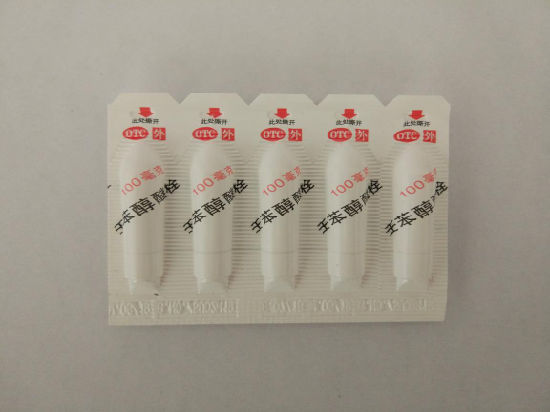 此处撕开 此处撕开 此处撕开 此处撕开 此处撕开
OTC 外 OTC 外 OTC 外 OTC 外 OTC 外
100毫克 100毫克 100毫克 100毫克 100毫克
壬苯醇醚栓 壬苯醇醚栓 壬苯醇醚栓 壬苯醇醚栓 壬苯醇醚栓